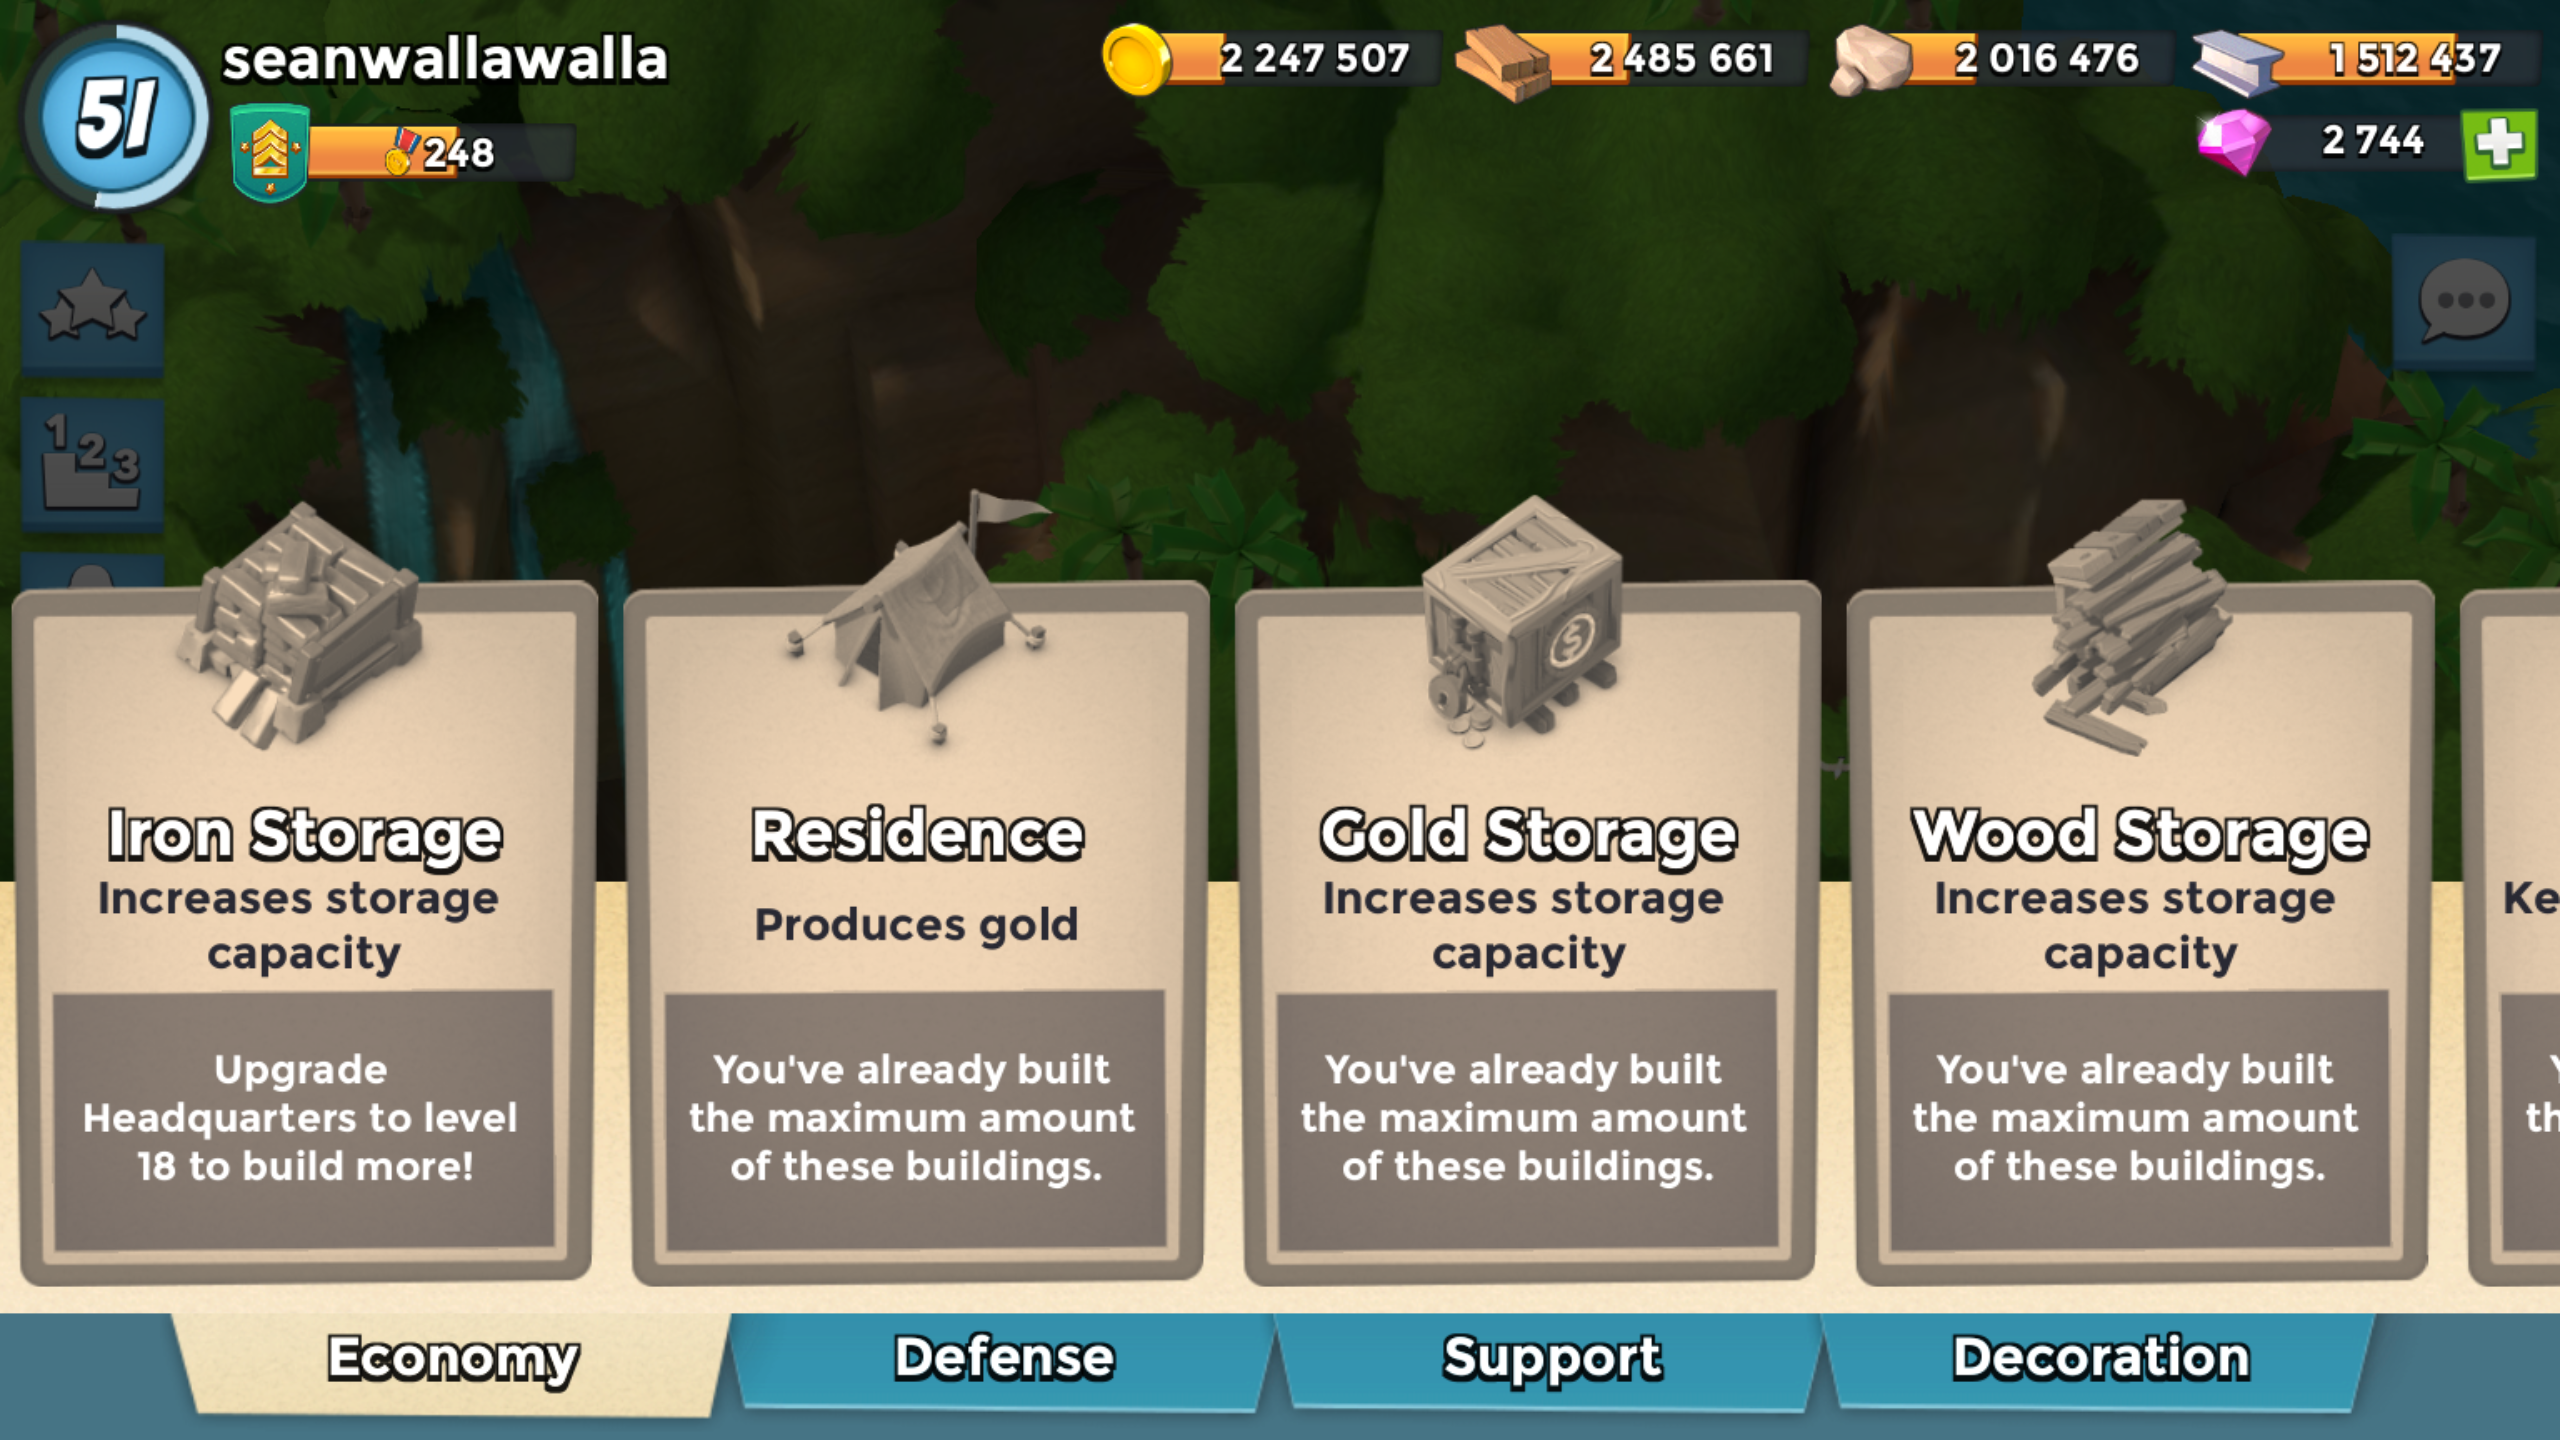 51
seanwallawalla
248
2 247 507
2 485 661
2 016 476
1 512 437
2 744
1 2 3
Iron Storage
Increases storage
capacity
Upgrade
Headquarters to level
18 to build more!
Residence
Produces gold
You've already built
the maximum amount
of these buildings.
Gold Storage
Increases storage
capacity
You've already built
the maximum amount
of these buildings.
Wood Storage
Increases storage
capacity
You've already built
the maximum amount
of these buildings.
Economy
Defense
Support
Decoration